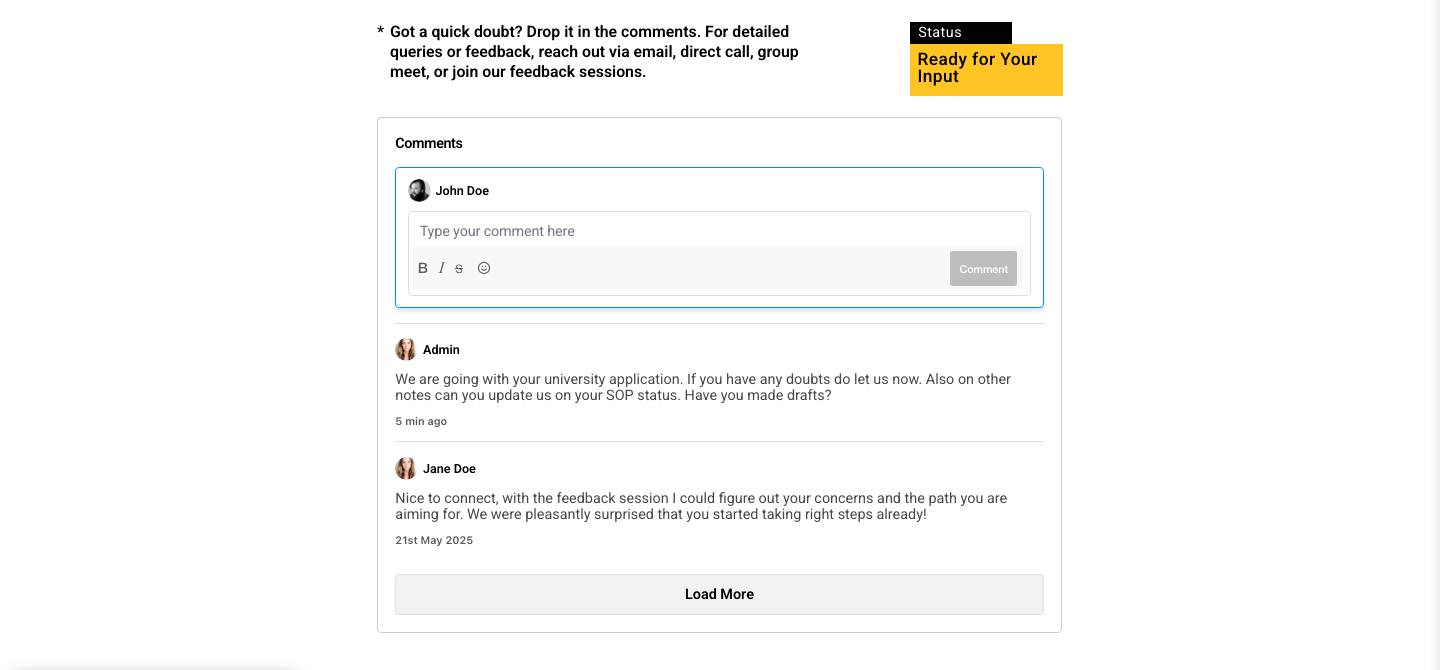 * Got a quick doubt? Drop it in the comments. For detailed
queries or feedback, reach out via email, direct call, group
meet, or join our feedback sessions.
Status
Ready for Your
Input
Comments
John Doe
Type your comment here
B I S
Comment
Admin
We are going with your university application. If you have any doubts do let us now. Also on other
notes can you update us on your SOP status. Have you made drafts?
5 min ago
Jane Doe
Nice to connect, with the feedback session I could figure out your concerns and the path you are
aiming for. We were pleasantly surprised that you started taking right steps already!
21st May 2025
Load More